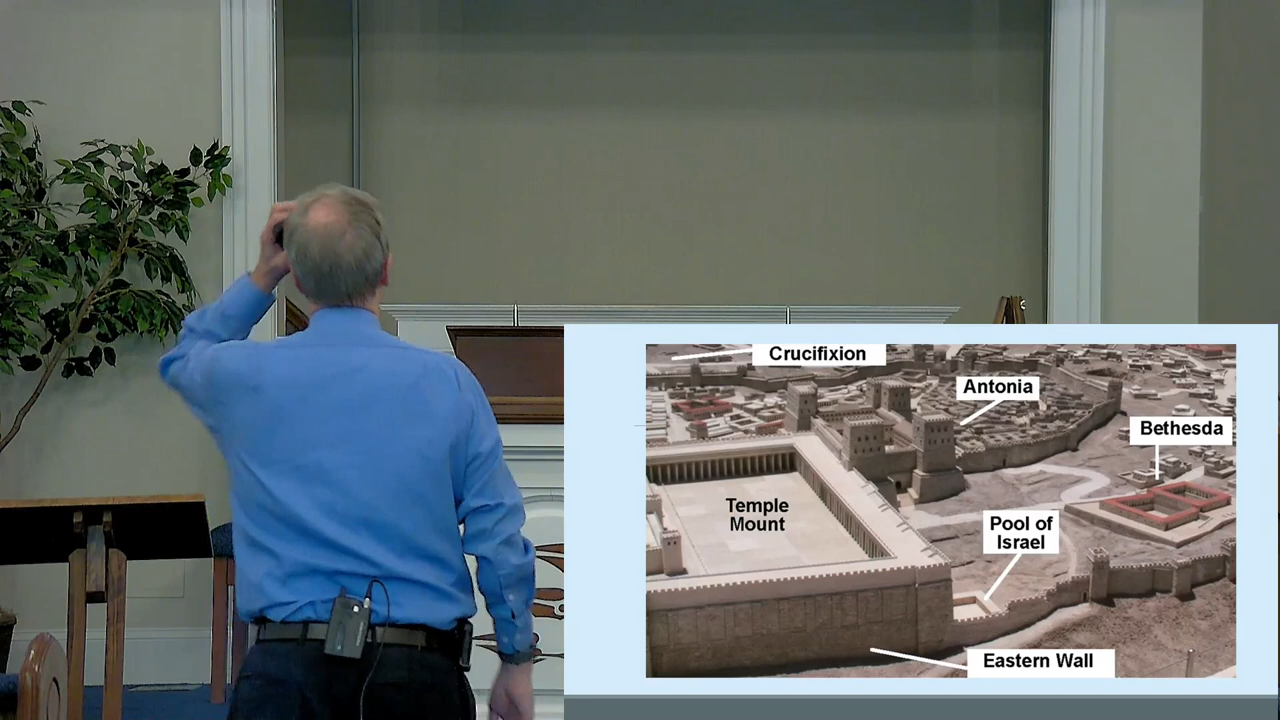 Crucifixion
Antonia
Bethesda
Temple
Mount
Pool of
Israel
Eastern Wall